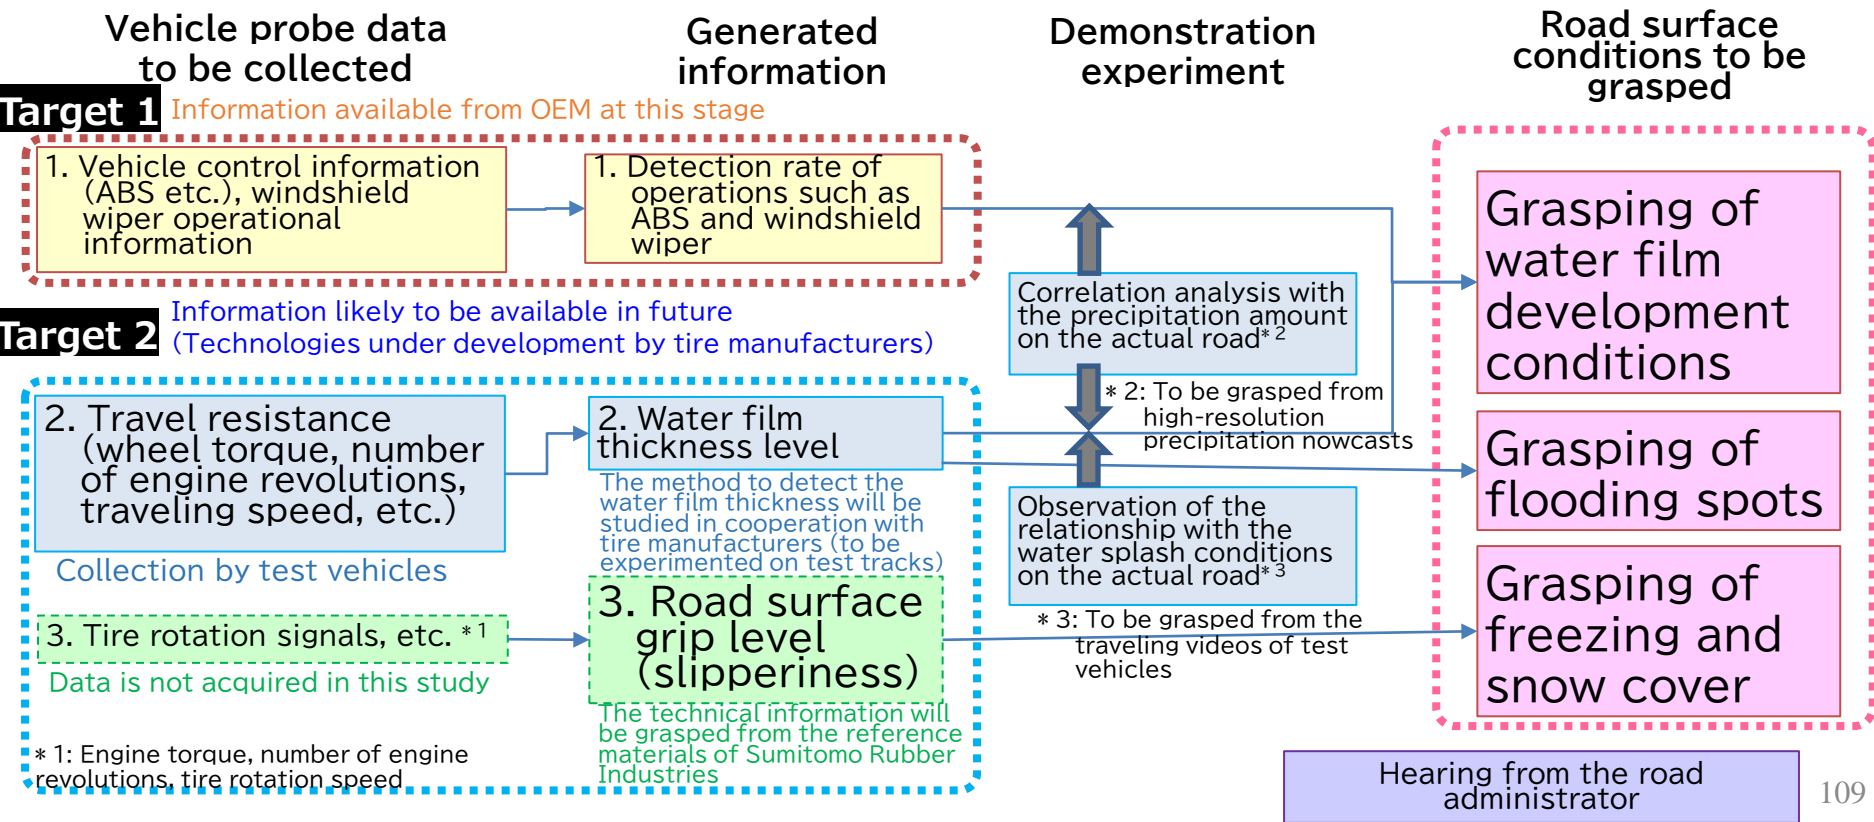 Vehicle probe data
to be collected
Generated
information
Demonstration
experiment
Road surface
conditions to be
grasped
Target 1
Information available from OEM at this stage
1. Vehicle control information
(ABS etc.), windshield
wiper operational
information
1. Detection rate of
operations such as
ABS and windshield
wiper
Target 2
Information likely to be available in future
(Technologies under development by tire manufacturers)
2. Travel resistance
(wheel torque, number
of engine revolutions,
traveling speed, etc.)
Collection by test vehicles
2. Water film
thickness level
The method to detect the
water film thickness will be
studied in cooperation with
tire manufacturers (to be
experimented on test tracks)
3. Tire rotation signals, etc. *1
Data is not acquired in this study
3. Road surface
grip level
(slipperiness)
The technical information will
be grasped from the reference
materials of Sumitomo Rubber
Industries
* 1: Engine torque, number of engine
revolutions, tire rotation speed
Correlation analysis with
the precipitation amount
on the actual road*2
* 2: To be grasped from
high-resolution
precipitation nowcasts
Observation of the
relationship with the
water splash conditions
on the actual road*3
* 3: To be grasped from the
traveling videos of test
vehicles
Grasping of
water film
development
conditions
Grasping of
flooding spots
Grasping of
freezing and
snow cover
Hearing from the road
administrator
109